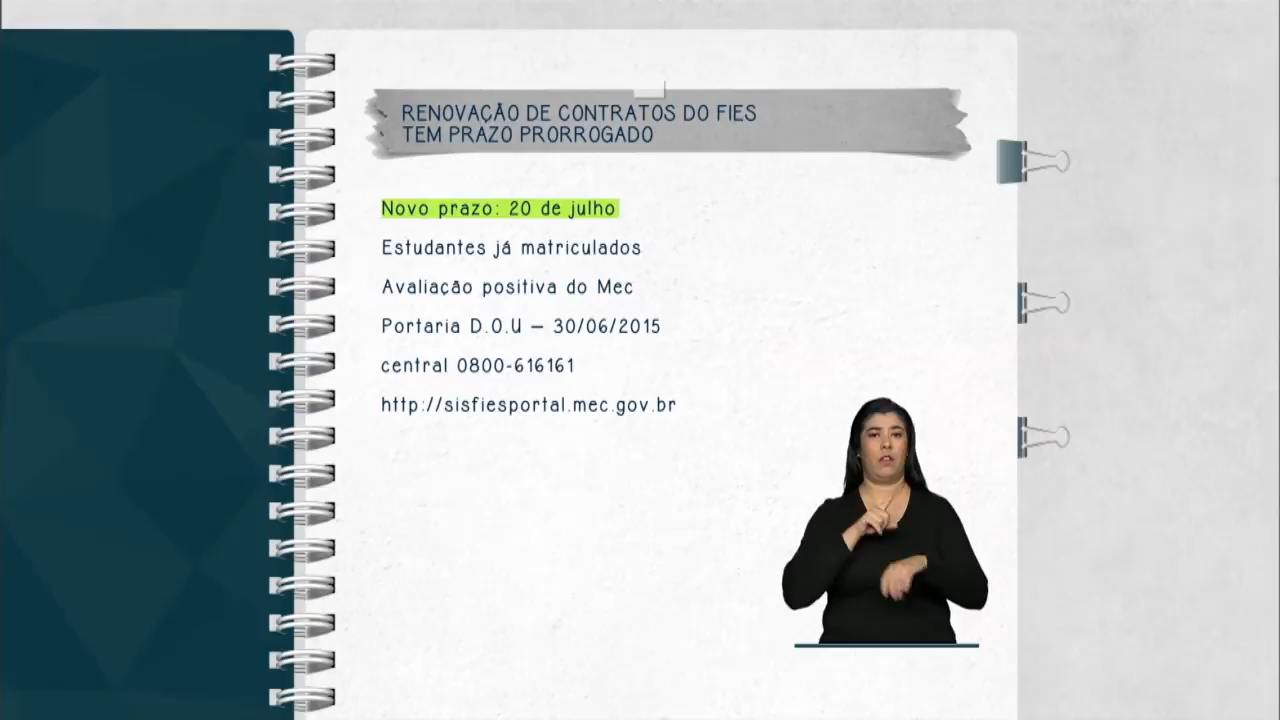 RENOVAÇÃO DE CONTRATOS DO FIES
TEM PRAZO PRORROGADO
Novo prazo: 20 de julho
Estudantes já matriculados
Avaliação positiva do Mec
Portaria D.O.U – 30/06/2015
central 0800-616161
http://sisfiesportal.mec.gov.br